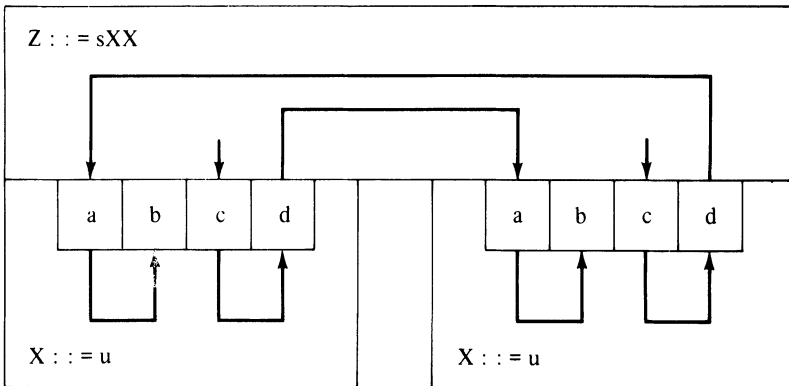 Z : : = sXX
a b c d a b c d
X : : = u X : : = u